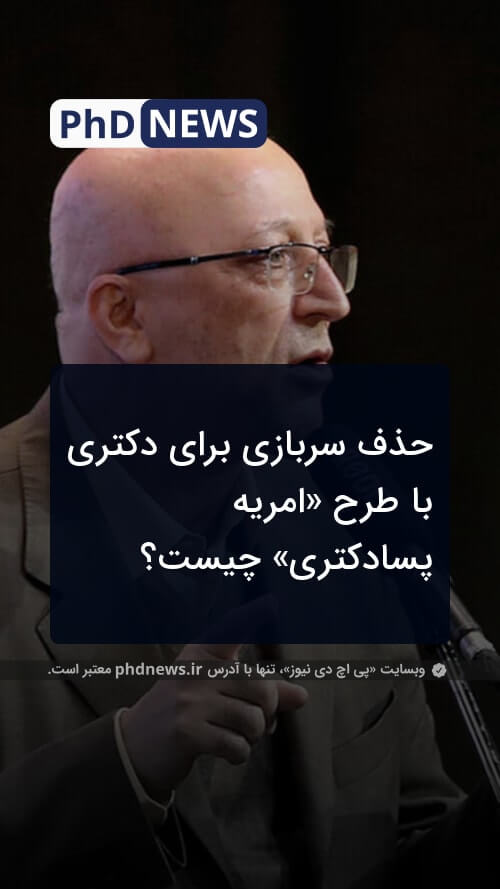 PhD NEWS
حذف سربازی برای دکتری
با طرح «امریه
پسادکتری» چیست؟
وبسایت «پی اچ دی نیوز»، تنها با آدرس phdnews.ir معتبر است.